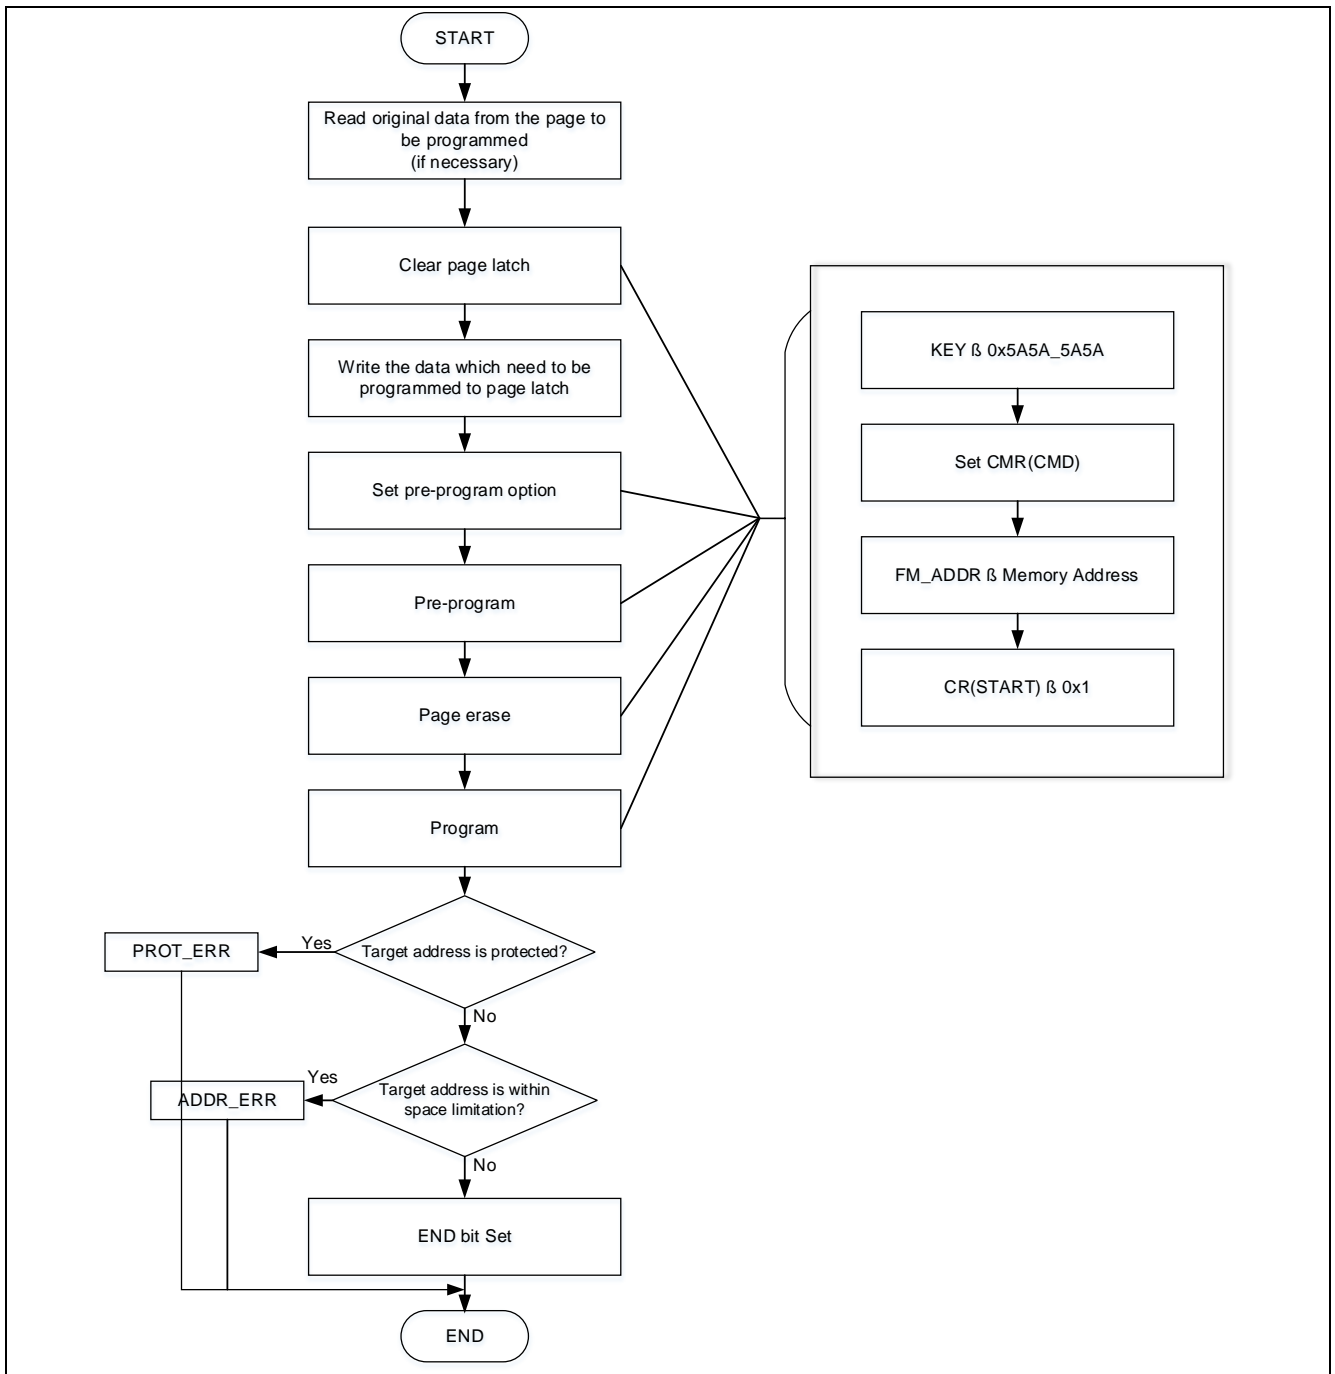 START
Read original data from the page to
be programmed
(if necessary)
Clear page latch
Write the data which need to be
programmed to page latch
Set pre-program option
Pre-program
Page erase
Program
KEY ß 0x5A5A_5A5A
Set CMR(CMD)
FM_ADDR ß Memory Address
CR(START) ß 0x1
Target address is protected?
Yes
PROT_ERR
No
Target address is within
space limitation?
Yes
ADDR_ERR
No
END bit Set
END